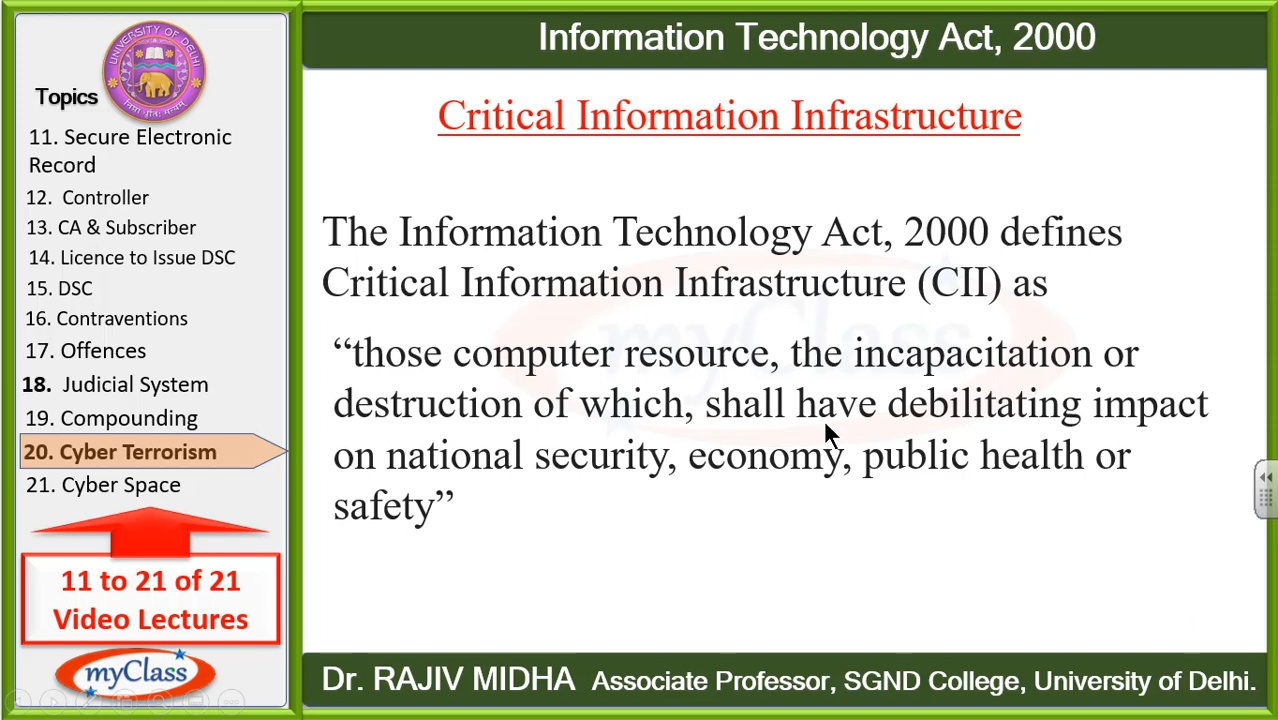 Information Technology Act, 2000
UNIVERSITY OF DELHI
Topics
11. Secure Electronic
Record
12. Controller
13. CA & Subscriber
14. Licence to Issue DSC
15. DSC
16. Contraventions
17. Offences
18. Judicial System
19. Compounding
20. Cyber Terrorism
21. Cyber Space
11 to 21 of 21
Video Lectures
myClass
Critical Information Infrastructure
The Information Technology Act, 2000 defines
Critical Information Infrastructure (CII) as
“those computer resource, the incapacitation or
destruction of which, shall have debilitating impact
on national security, economy, public health or
safety”
myClass
Dr. RAJIV MIDHA Associate Professor, SGND College, University of Delhi.